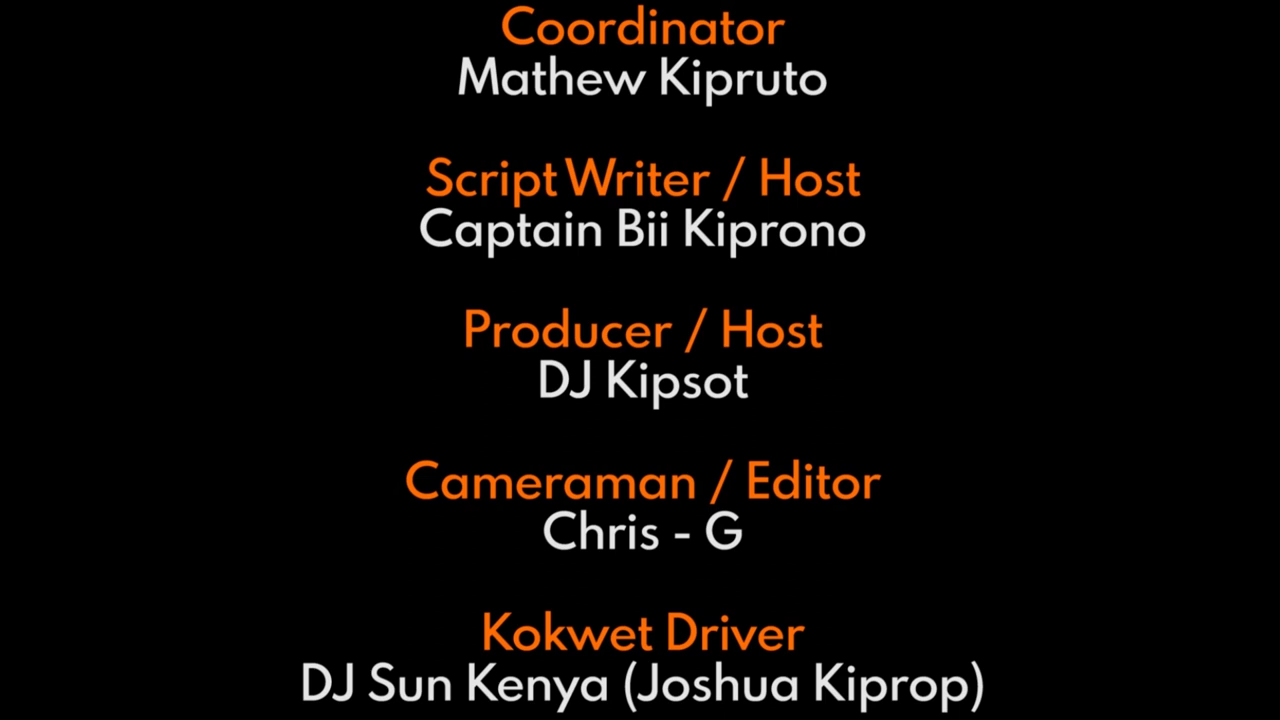 Coordinator
Mathew Kipruto
Script Writer / Host
Captain Bii Kiprono
Producer / Host
DJ Kipsot
Cameraman / Editor
Chris - G
Kokwet Driver
DJ Sun Kenya (Joshua Kiprop)